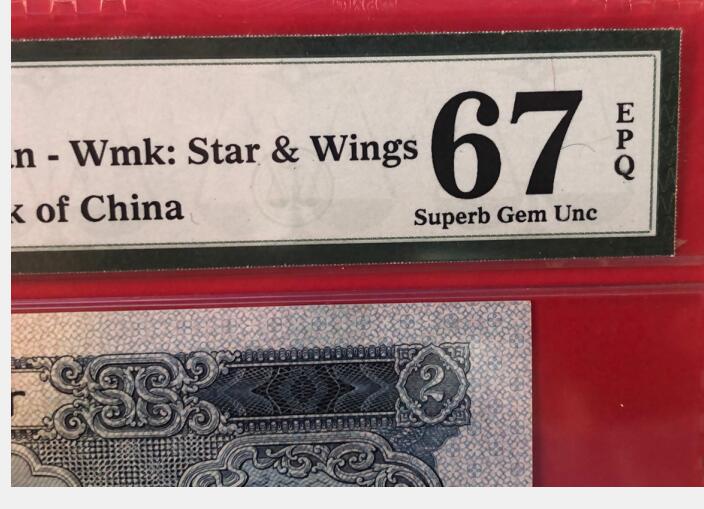 n - Wmk: Star & Wings
k of China
67
EPQ
Superb Gem Unc
2